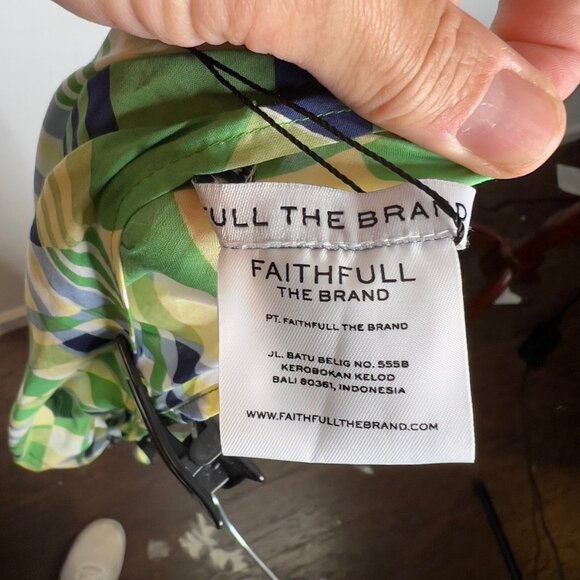 FULL THE BRAND
FAITHFULL
THE BRAND
PT. FAITHFULL THE BRAND
JL. BATU BELIG NO. 555B
KEROBOKAN KELOD
BALI 80361, INDONESIA
WWW.FAITHFULLTHEBRAND.COM